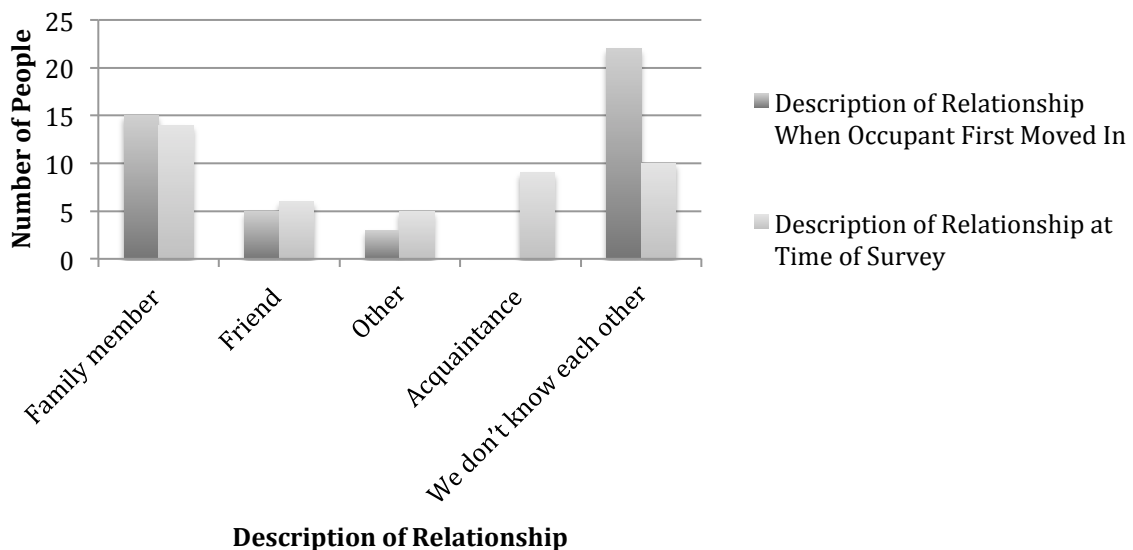 Number of People
25
20
15
10
5
0
Family member
Friend
Other
Acquaintance
We don’t know each other
Description of Relationship
Description of Relationship
When Occupant First Moved In
Description of Relationship at
Time of Survey